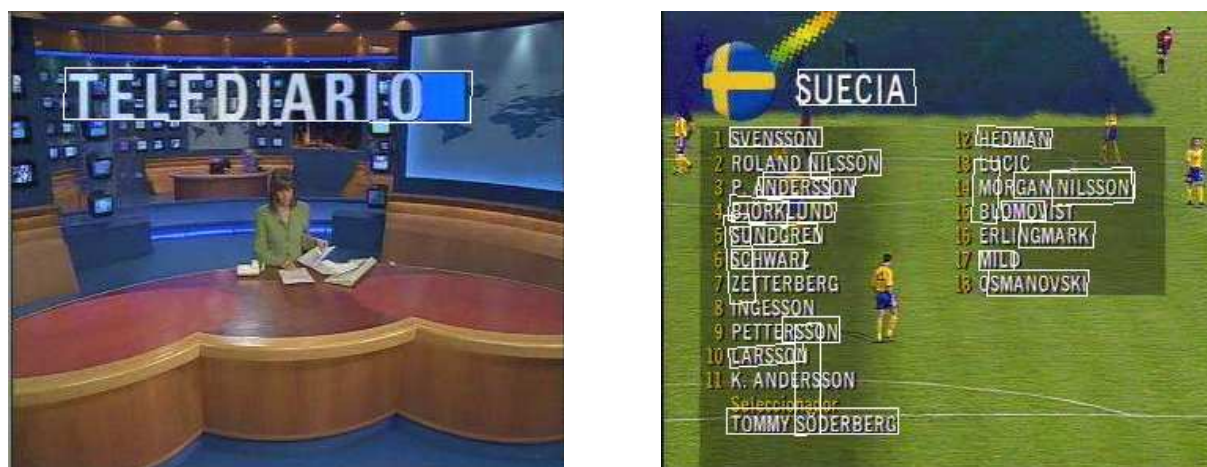 TELEDIARIO
SUECIA
1 SVENSSON
2 ROLAND NILSSON
3 P. ANDERSSON
4 BJORKLUND
5 SUNDGREN
6 SCHWARZ
7 ZETTERBERG
8 INGESSON
9 PETTERSSON
10 LARSSON
11 K. ANDERSSON
Seleccionador
TOMMY SÖDERBERG
12 HEDMAN
13 LUCIC
14 MORGAN NILSSON
15 BLOMQVIST
16 ERLINGMARK
17 MILD
18 OSMANOVSKI